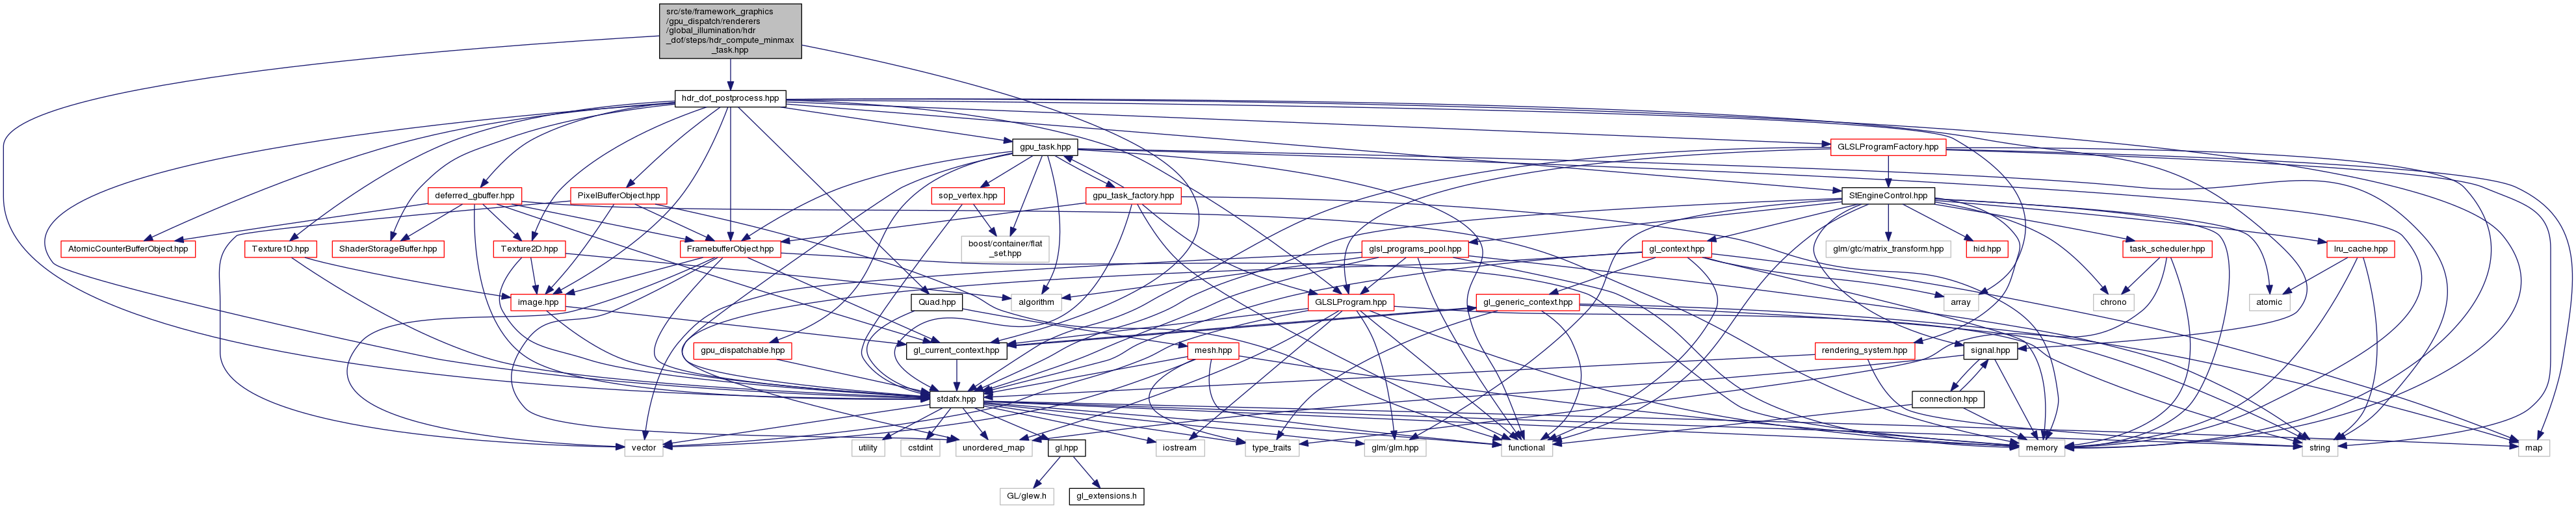 src/ste/framework_graphics
/gpu_dispatch/renderers
/global_illumination/hdr
_dof/steps/hdr_compute_minmax
_task.hpp
hdr_dof_postprocess.hpp
gpu_task.hpp
GLSLProgramFactory.hpp
deferred_gbuffer.hpp
PixelBufferObject.hpp
sop_vertex.hpp
gpu_task_factory.hpp
StEngineControl.hpp
AtomicCounterBufferObject.hpp
Texture1D.hpp
ShaderStorageBuffer.hpp
Texture2D.hpp
FramebufferObject.hpp
boost/container/flat
_set.hpp
glsl_programs_pool.hpp
gl_context.hpp
glm/gtc/matrix_transform.hpp
hid.hpp
task_scheduler.hpp
lru_cache.hpp
image.hpp
Quad.hpp
algorithm
GLSLProgram.hpp
gl_generic_context.hpp
array
chrono
atomic
gpu_dispatchable.hpp
gl_current_context.hpp
mesh.hpp
rendering_system.hpp
signal.hpp
stdafx.hpp
connection.hpp
vector
utility
cstdint
unordered_map
gl.hpp
iostream
type_traits
glm/glm.hpp
functional
memory
string
map
GL/glew.h
gl_extensions.h